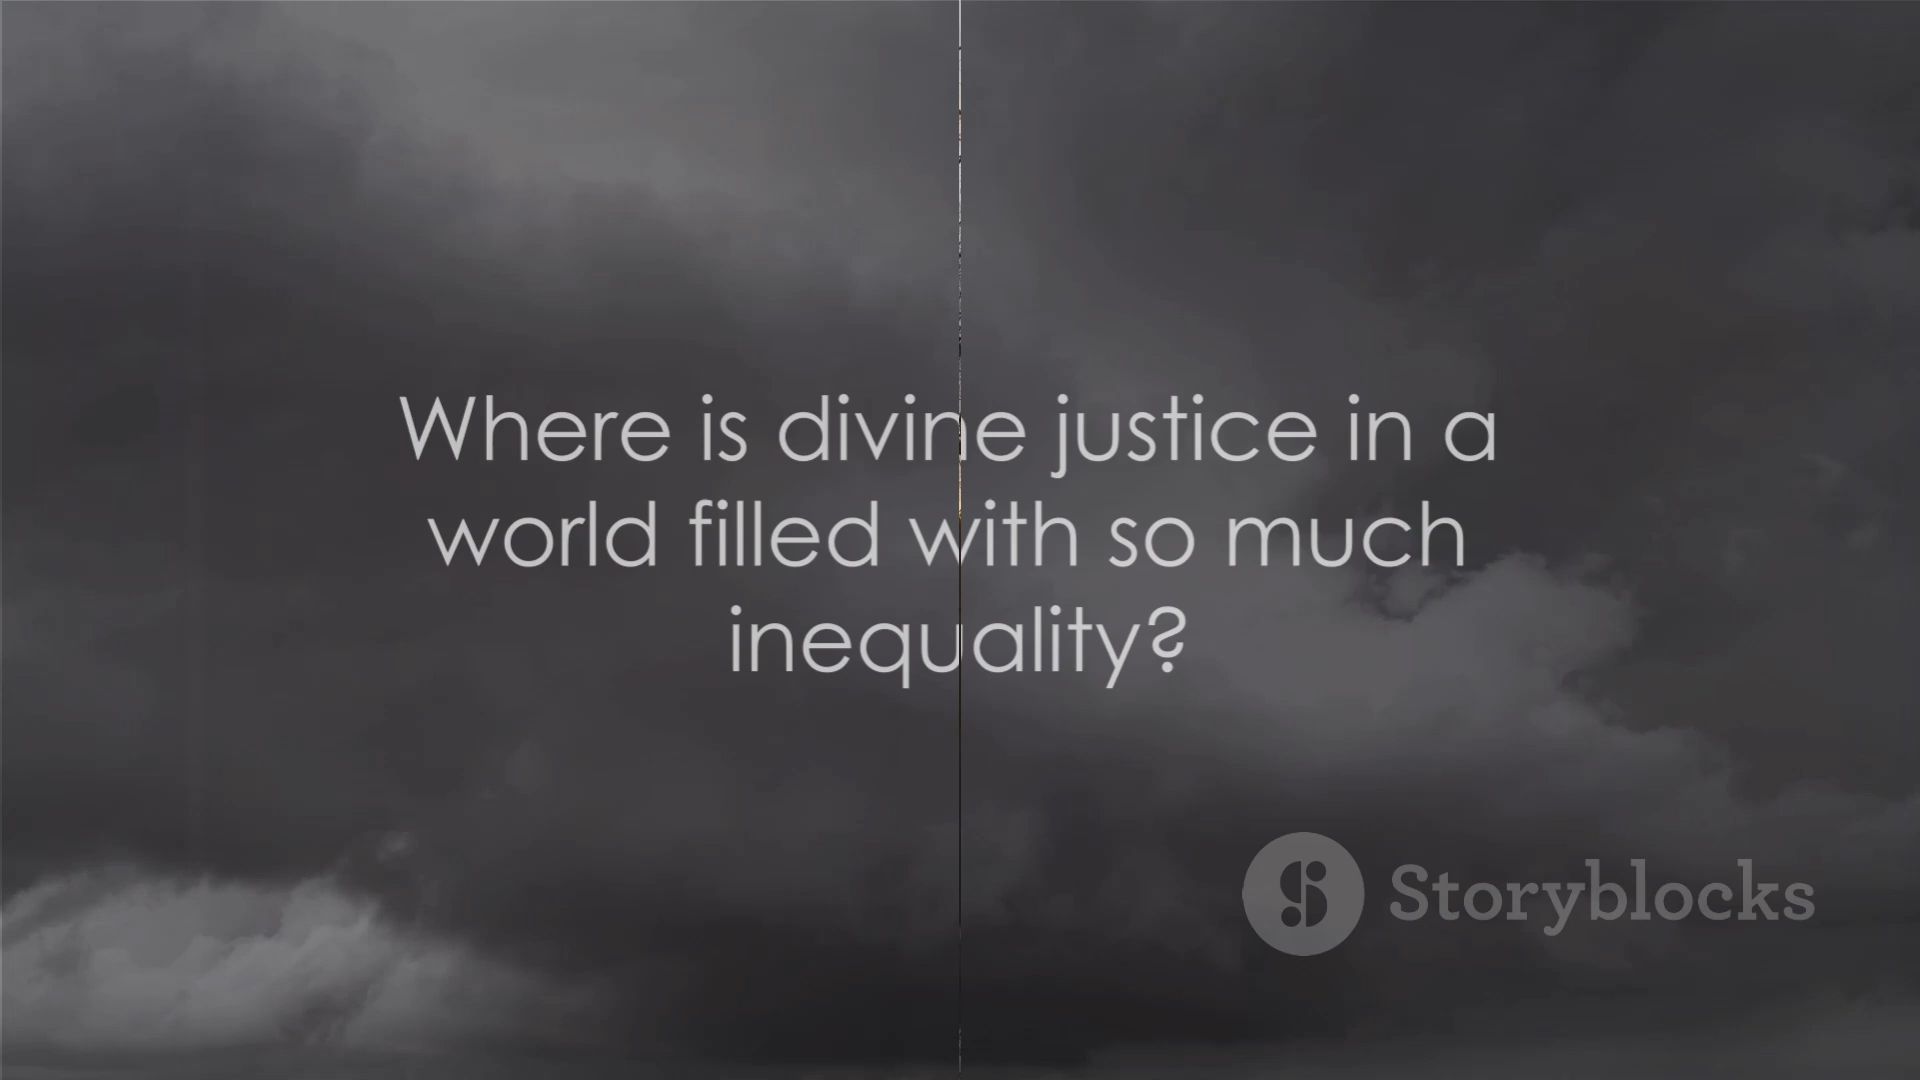 Where is divine justice in a
world filled with so much
inequality?
Storyblocks